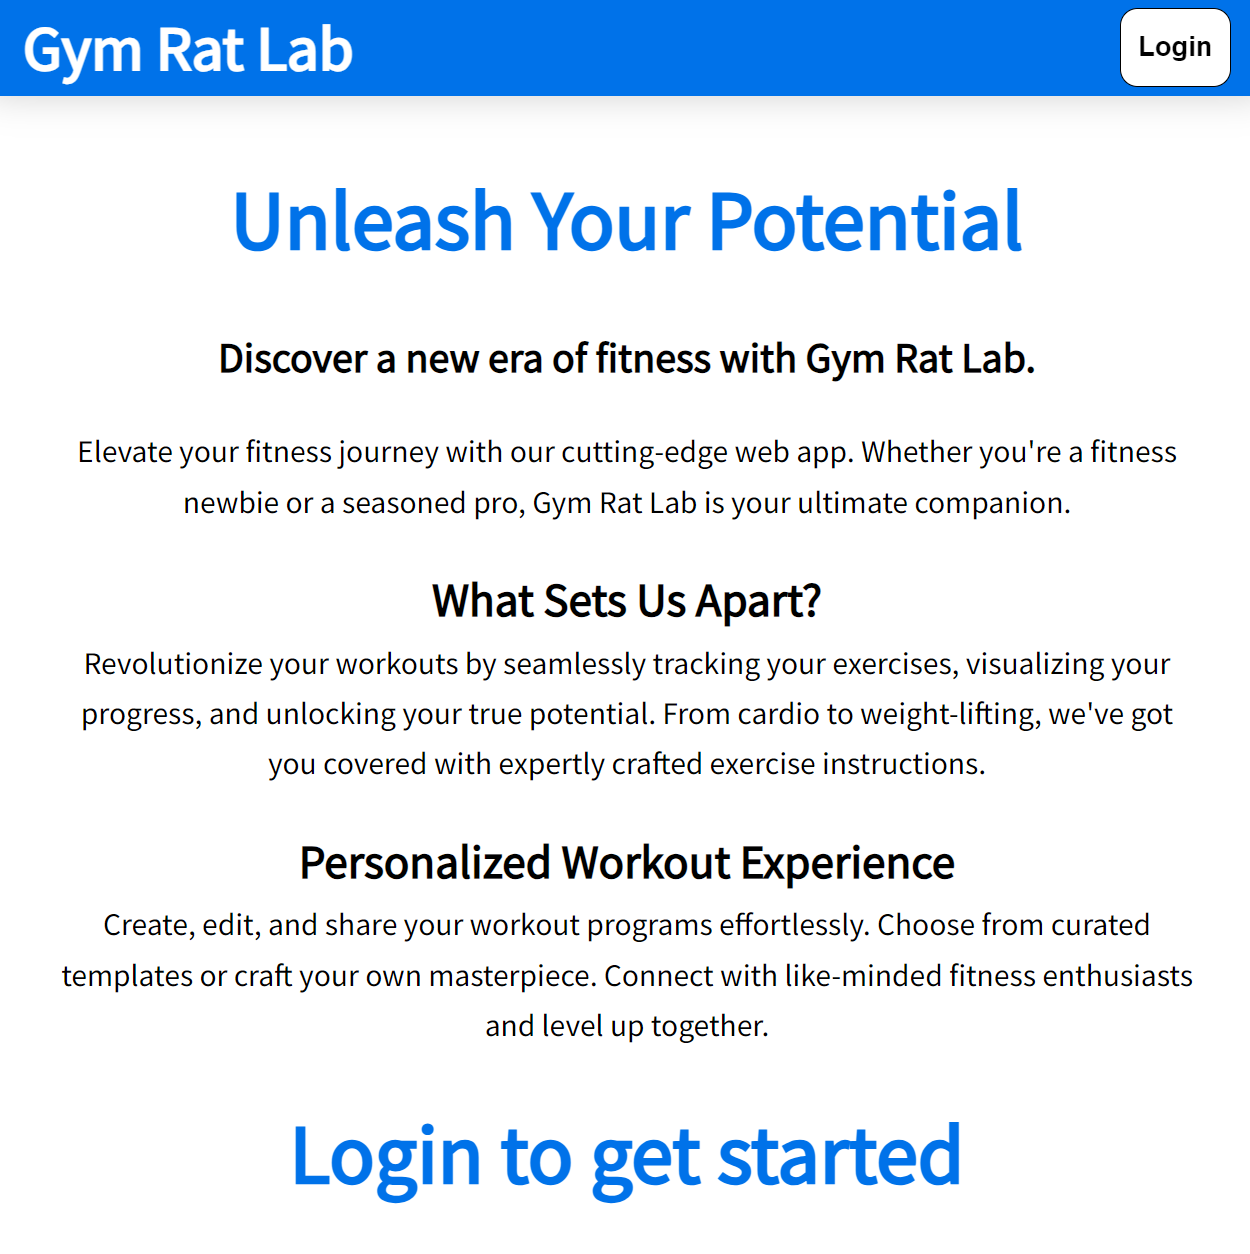 Gym Rat Lab
Login
Unleash Your Potential
Discover a new era of fitness with Gym Rat Lab.
Elevate your fitness journey with our cutting-edge web app. Whether you're a fitness
newbie or a seasoned pro, Gym Rat Lab is your ultimate companion.
What Sets Us Apart?
Revolutionize your workouts by seamlessly tracking your exercises, visualizing your
progress, and unlocking your true potential. From cardio to weight-lifting, we've got
you covered with expertly crafted exercise instructions.
Personalized Workout Experience
Create, edit, and share your workout programs effortlessly. Choose from curated
templates or craft your own masterpiece. Connect with like-minded fitness enthusiasts
and level up together.
Login to get started